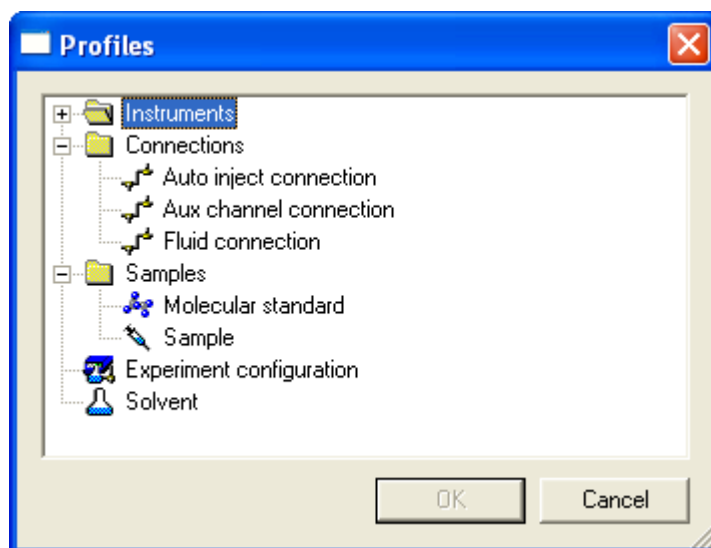 Profiles
Instruments
Connections
Auto inject connection
Aux channel connection
Fluid connection
Samples
Molecular standard
Sample
Experiment configuration
Solvent
OK Cancel